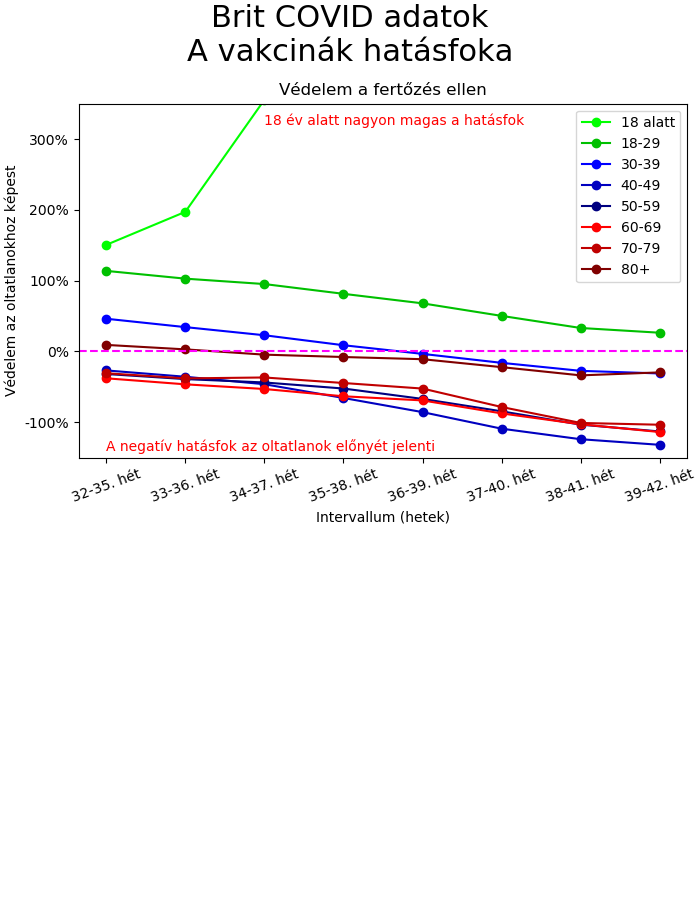 Brit COVID adatok
A vakcinák hatásfoka
Védelem a fertőzés ellen
18 év alatt nagyon magas a hatásfok
18 alatt
18-29
30-39
40-49
50-59
60-69
70-79
80+
Védelem az oltatlanokhoz képest
300%
200%
100%
0%
-100%
A negatív hatásfok az oltatlanok előnyét jelenti
32-35. hét
33-36. hét
34-37. hét
35-38. hét
36-39. hét
37-40. hét
38-41. hét
39-42. hét
Intervallum (hetek)